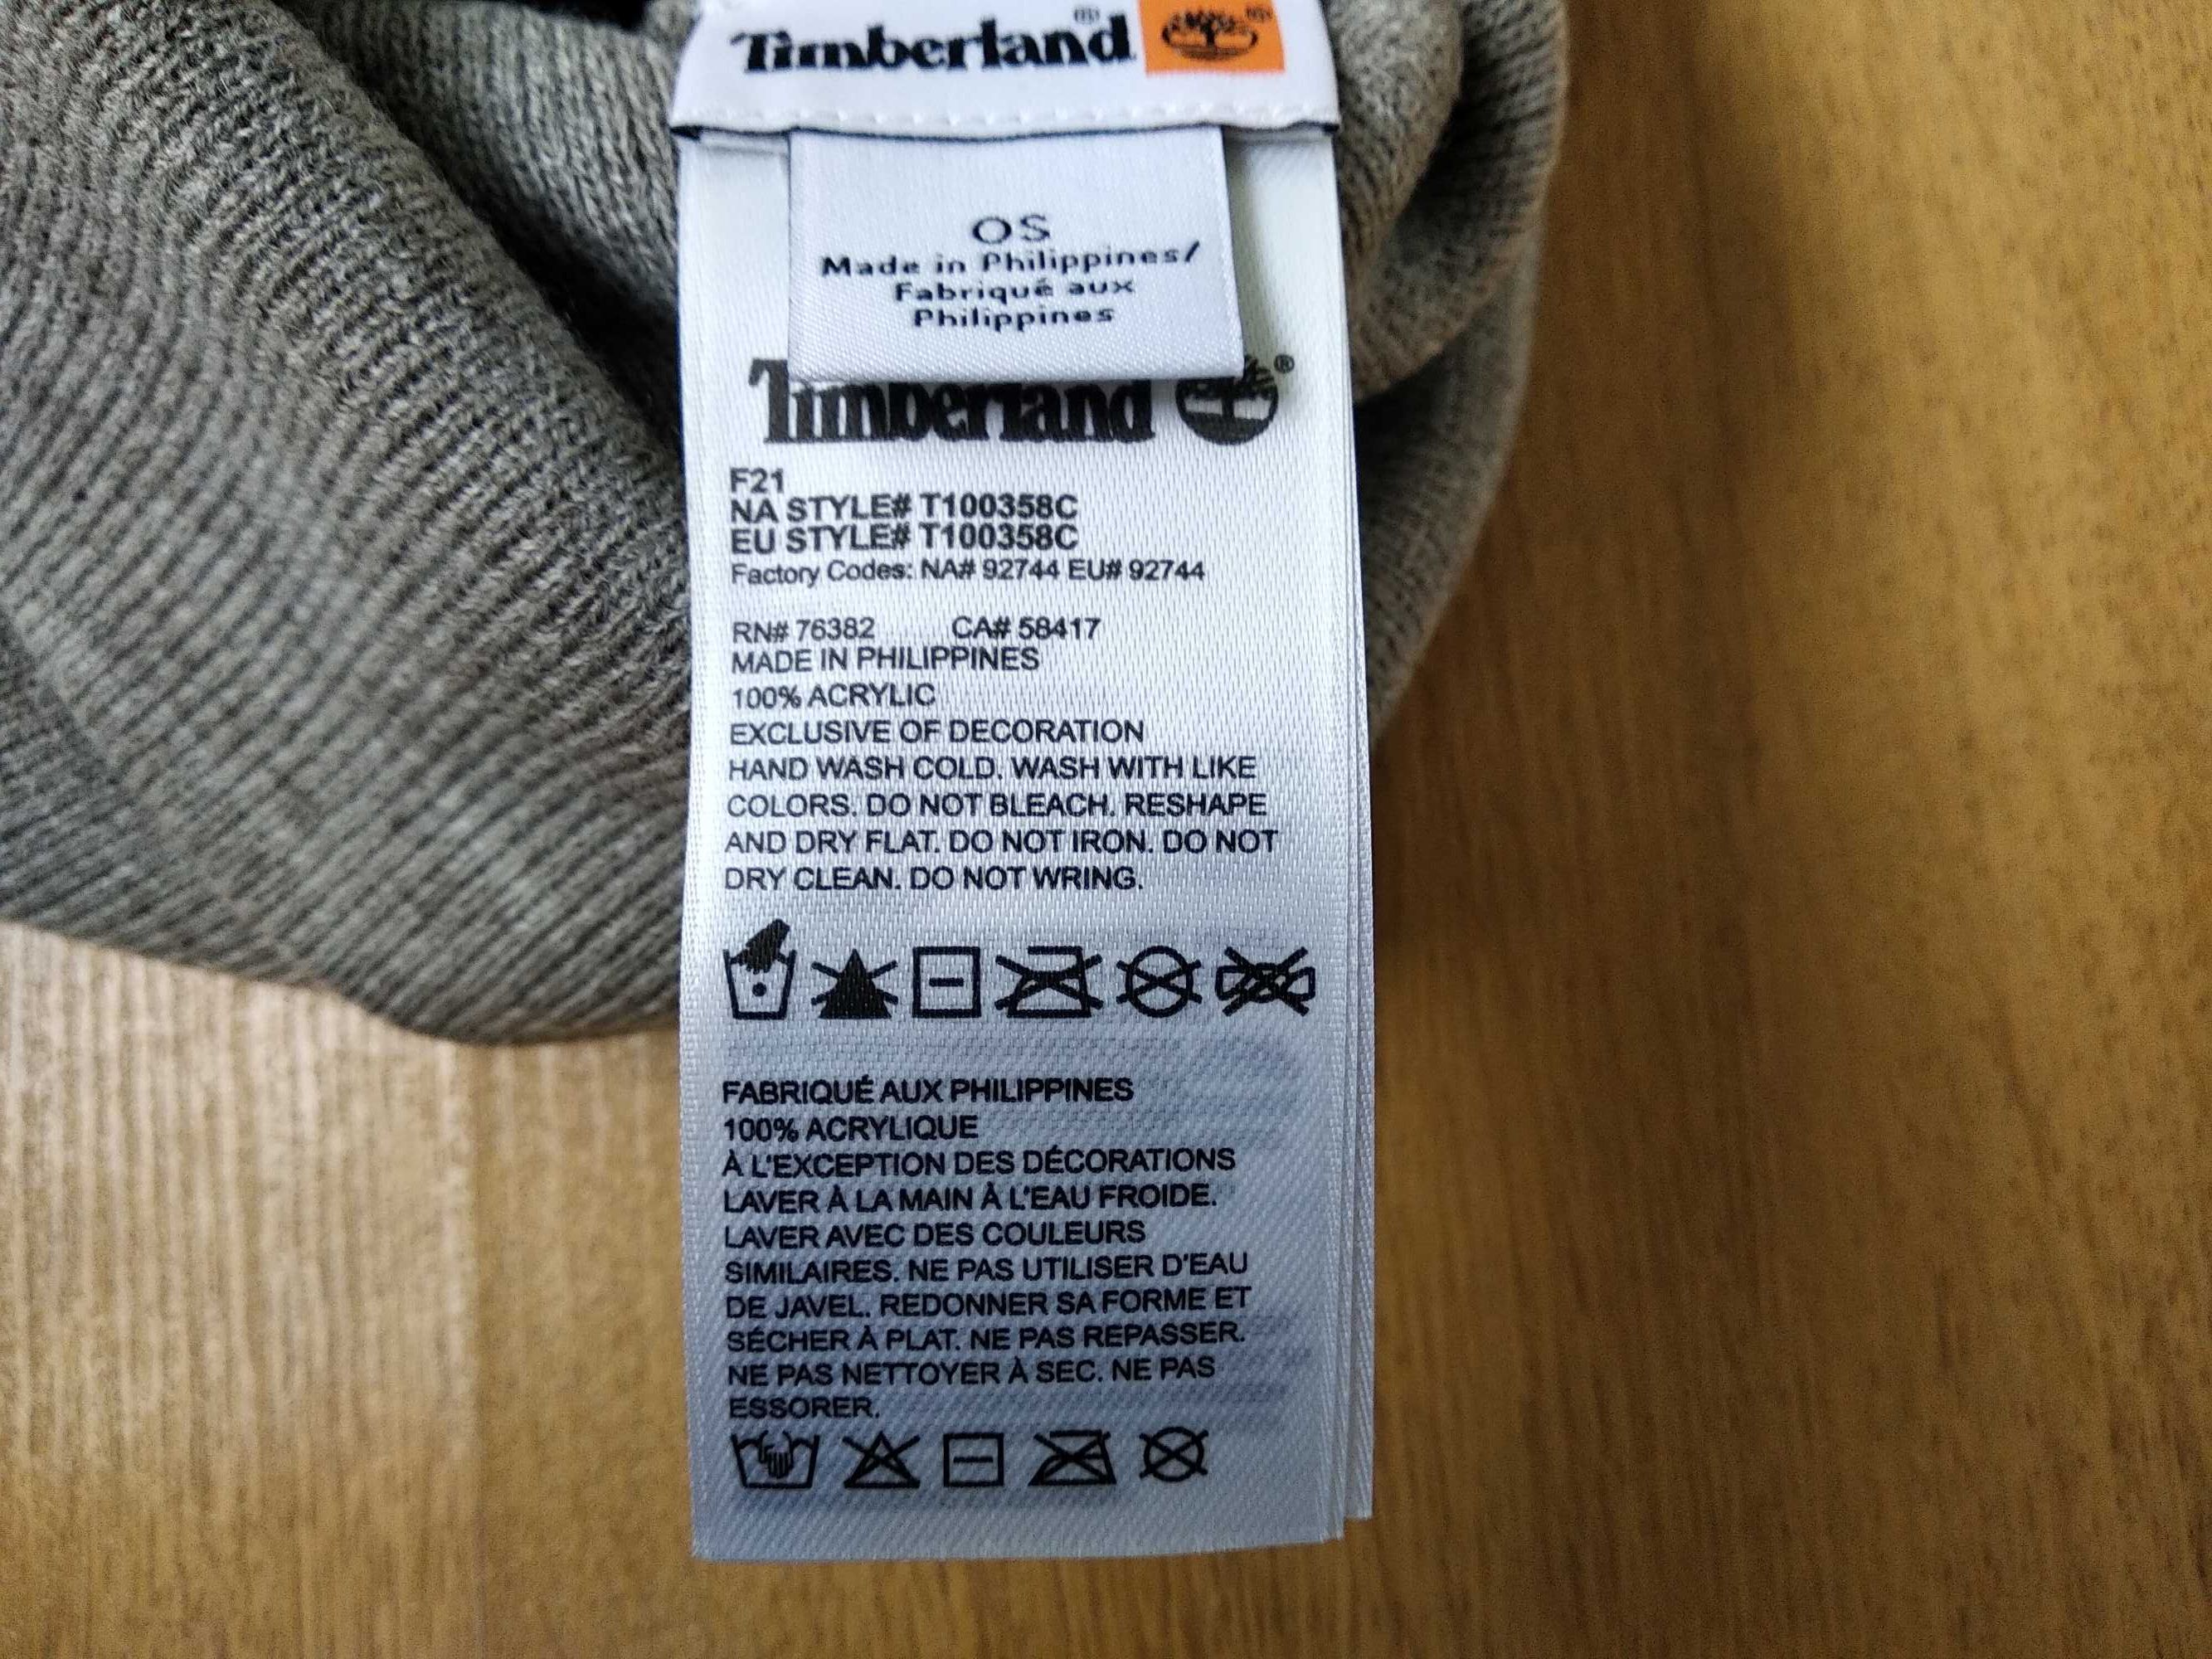 Timberland®
OS
Made in Philippines/
Fabriqué aux
Philippines
Timberland ®
F21
NA STYLE# T100358C
EU STYLE# T100358C
Factory Codes: NA# 92744 EU# 92744
RN# 76382 CA# 58417
MADE IN PHILIPPINES
100% ACRYLIC
EXCLUSIVE OF DECORATION
HAND WASH COLD. WASH WITH LIKE
COLORS. DO NOT BLEACH. RESHAPE
AND DRY FLAT. DO NOT IRON. DO NOT
DRY CLEAN. DO NOT WRING.
FABRIQUÉ AUX PHILIPPINES
100% ACRYLIQUE
À L'EXCEPTION DES DÉCORATIONS
LAVER À LA MAIN À L'EAU FROIDE.
LAVER AVEC DES COULEURS
SIMILAIRES. NE PAS UTILISER D'EAU
DE JAVEL. REDONNER SA FORME ET
SÉCHER À PLAT. NE PAS REPASSER.
NE PAS NETTOYER À SEC. NE PAS
ESSORER.